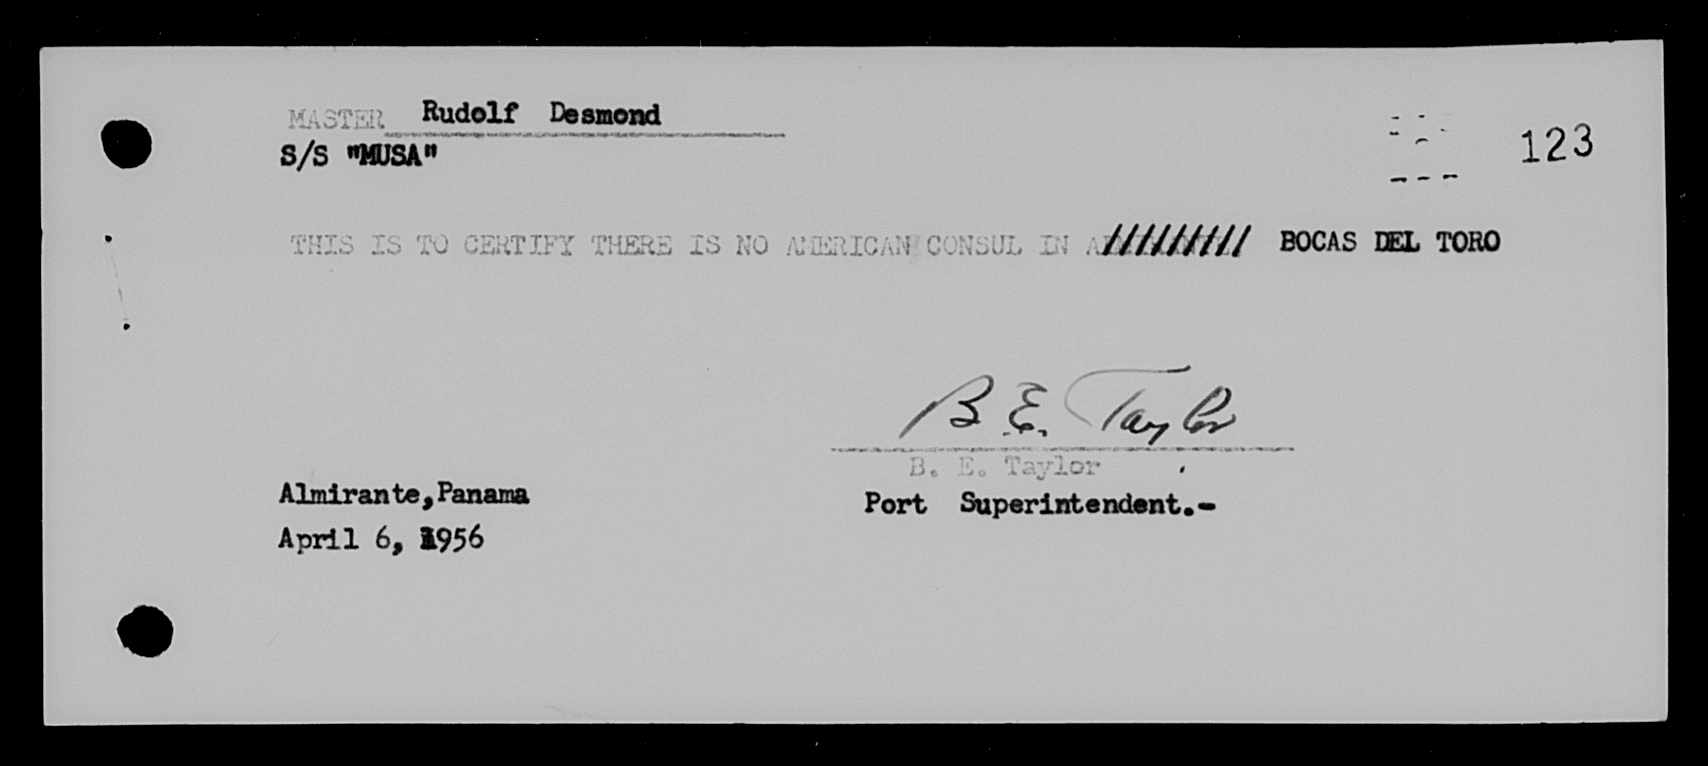 MASTER Rudolf Desmond
S/S "MUSA"
123
THIS IS TO CERTIFY THERE IS NO AMERICAN CONSUL IN BOCAS DEL TORO
B. E. Taylor
B. E. Taylor
Port Superintendent.-
Almirante,Panama
April 6, 1956